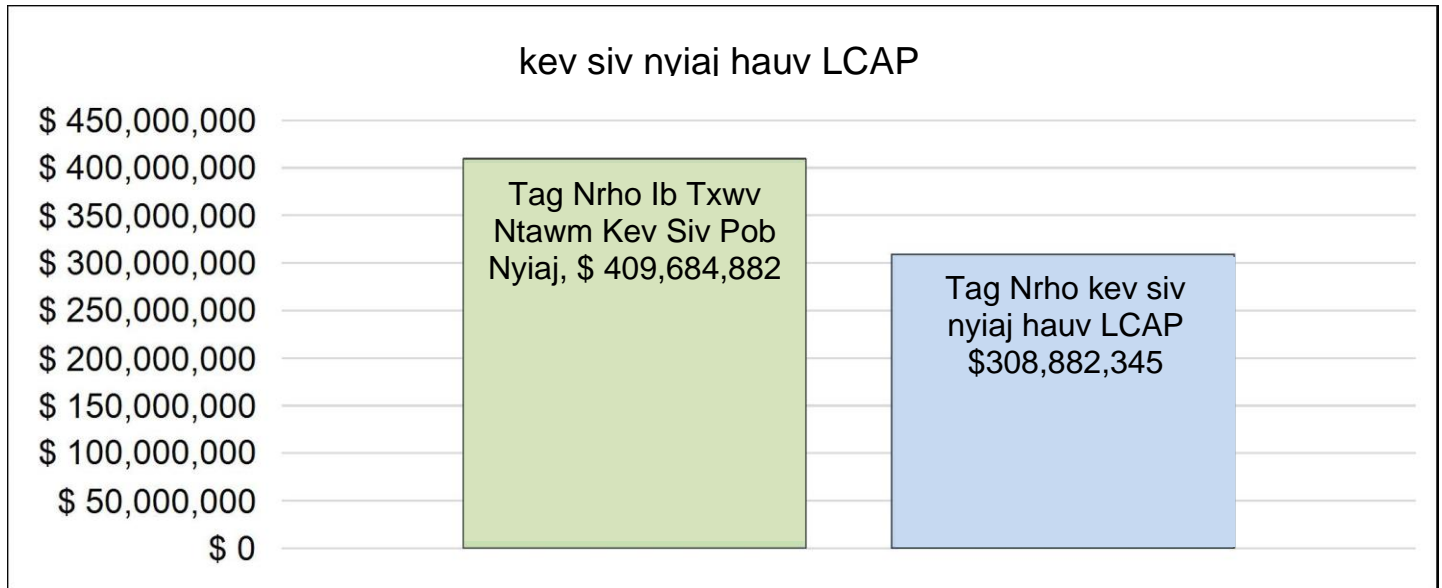 kev siv nyiaj hauv LCAP
$ 450,000,000
$ 400,000,000
$ 350,000,000
$ 300,000,000
$ 250,000,000
$ 200,000,000
$ 150,000,000
$ 100,000,000
$ 50,000,000
$ 0
Tag Nrho Ib Txwv
Ntawm Kev Siv Pob
Nyiaj, $ 409,684,882
Tag Nrho kev siv
nyiaj hauv LCAP
$308,882,345